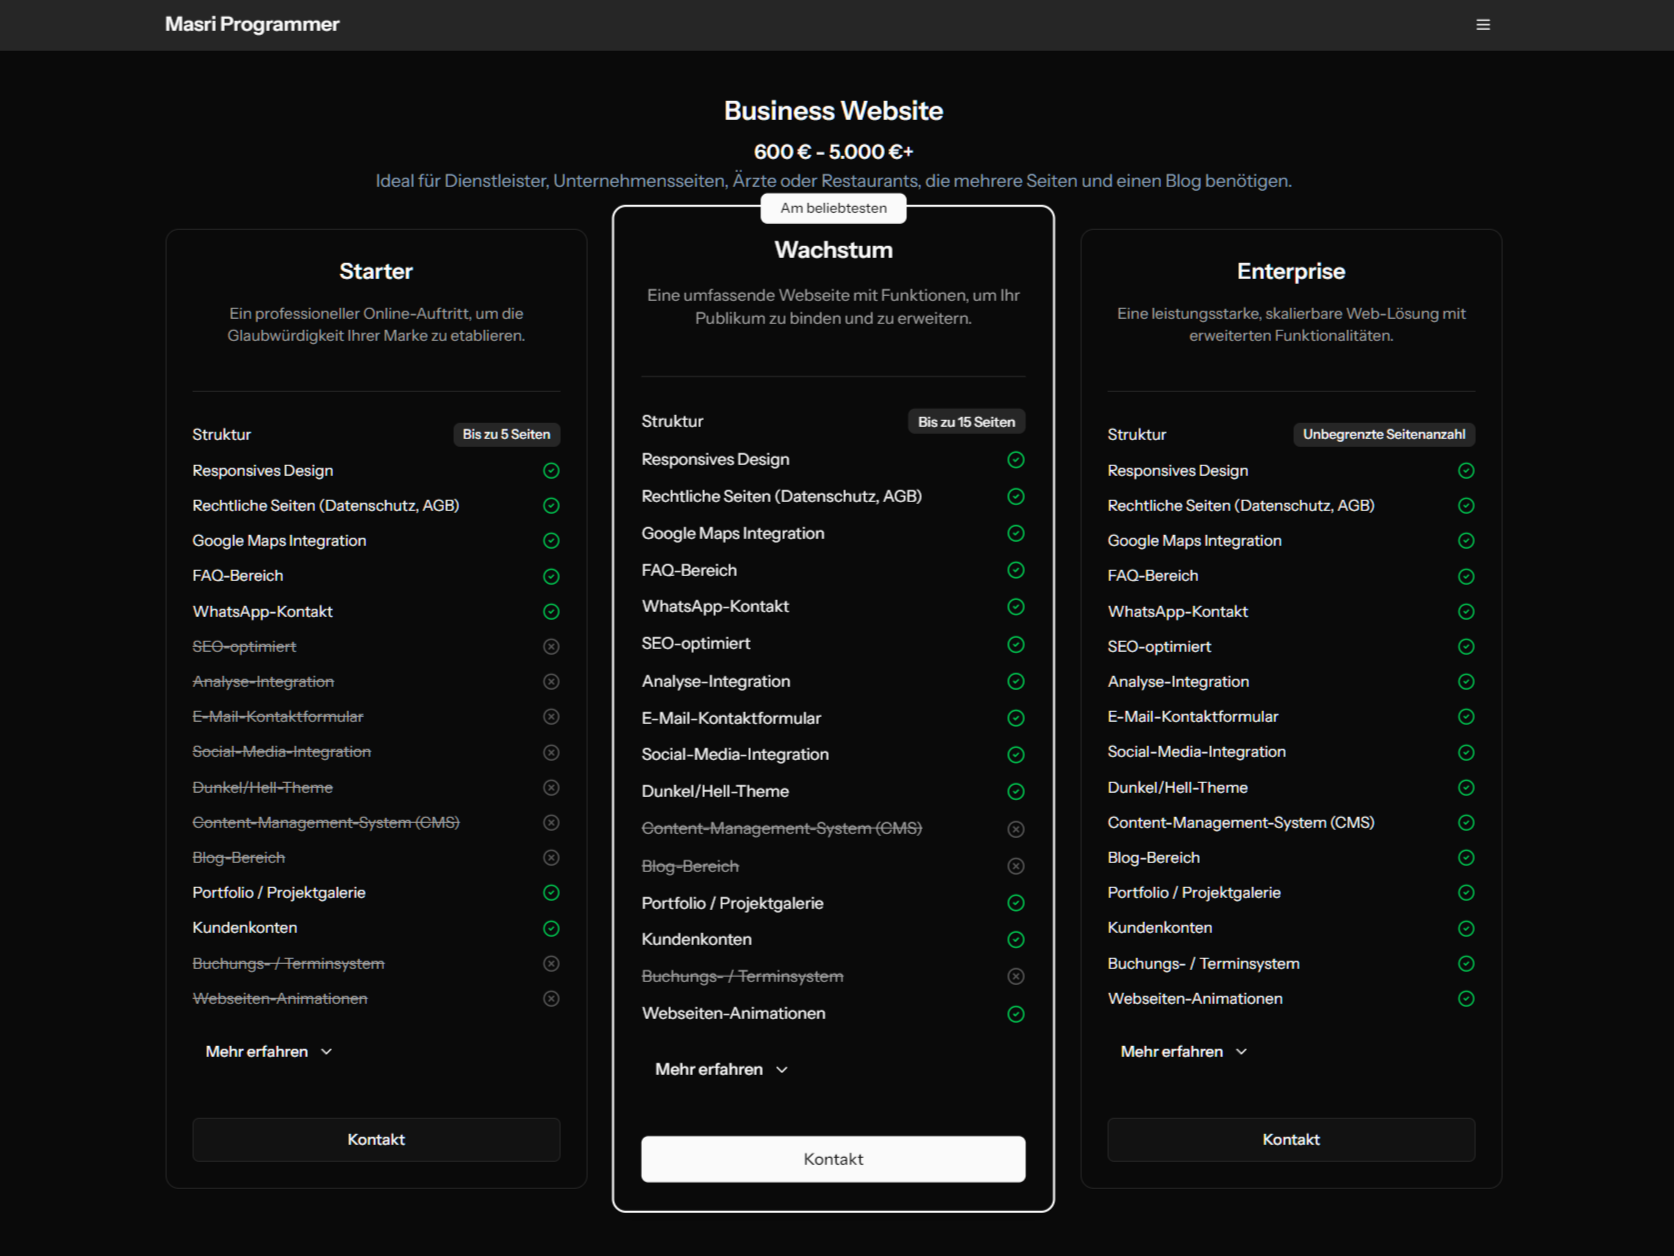 Masri Programmer
Business Website
600 € - 5.000 €+
Ideal für Dienstleister, Unternehmensseiten, Ärzte oder Restaurants, die mehrere Seiten und einen Blog benötigen.
Starter
Ein professioneller Online-Auftritt, um die
Glaubwürdigkeit Ihrer Marke zu etablieren.
Struktur Bis zu 5 Seiten
Responsives Design
Rechtliche Seiten (Datenschutz, AGB)
Google Maps Integration
FAQ-Bereich
WhatsApp-Kontakt
SEO-optimiert
Analyse-Integration
E-Mail-Kontaktformular
Social-Media-Integration
Dunkel/Hell-Theme
Content-Management-System (CMS)
Blog-Bereich
Portfolio / Projektgalerie
Kundenkonten
Buchungs- / Terminsystem
Webseiten-Animationen
Mehr erfahren
Kontakt
Am beliebtesten
Wachstum
Eine umfassende Webseite mit Funktionen, um Ihr
Publikum zu binden und zu erweitern.
Struktur Bis zu 15 Seiten
Responsives Design
Rechtliche Seiten (Datenschutz, AGB)
Google Maps Integration
FAQ-Bereich
WhatsApp-Kontakt
SEO-optimiert
Analyse-Integration
E-Mail-Kontaktformular
Social-Media-Integration
Dunkel/Hell-Theme
Content-Management-System (CMS)
Blog-Bereich
Portfolio / Projektgalerie
Kundenkonten
Buchungs- / Terminsystem
Webseiten-Animationen
Mehr erfahren
Kontakt
Enterprise
Eine leistungsstarke, skalierbare Web-Lösung mit
erweiterten Funktionalitäten.
Struktur Unbegrenzte Seitenanzahl
Responsives Design
Rechtliche Seiten (Datenschutz, AGB)
Google Maps Integration
FAQ-Bereich
WhatsApp-Kontakt
SEO-optimiert
Analyse-Integration
E-Mail-Kontaktformular
Social-Media-Integration
Dunkel/Hell-Theme
Content-Management-System (CMS)
Blog-Bereich
Portfolio / Projektgalerie
Kundenkonten
Buchungs- / Terminsystem
Webseiten-Animationen
Mehr erfahren
Kontakt